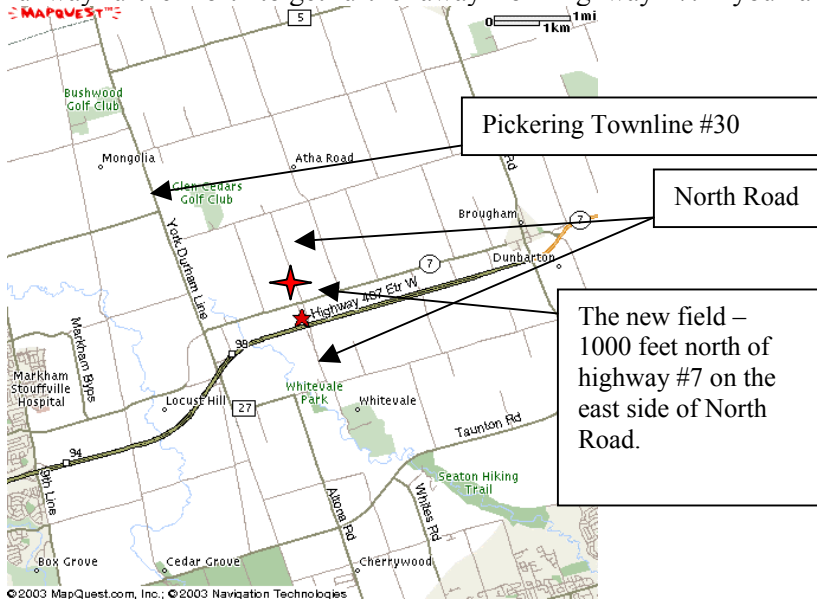 MAPQUEST
5
0 1mi
1km
Bushwood
Golf Club
Pickering Townline #30
Mongolia
Atha Road
Rd
Glen Cedars
Golf Club
North Road
Brougham
7
York Durham Line
Dunbarton
7
Highway 407 Etr W
The new field –
1000 feet north of
highway #7 on the
east side of North
Road.
Markham Byps
Markham
Stouffville
Hospital
Whitevale
Park
Locust Hill
27
Whitevale
Taunton Rd
9th Line
Altona Rd
Whites Rd
Seaton Hiking
Trail
Box Grove
Cedar Grove
Cherrywood
©2003 MapQuest.com, Inc.; ©2003 Navigation Technologies